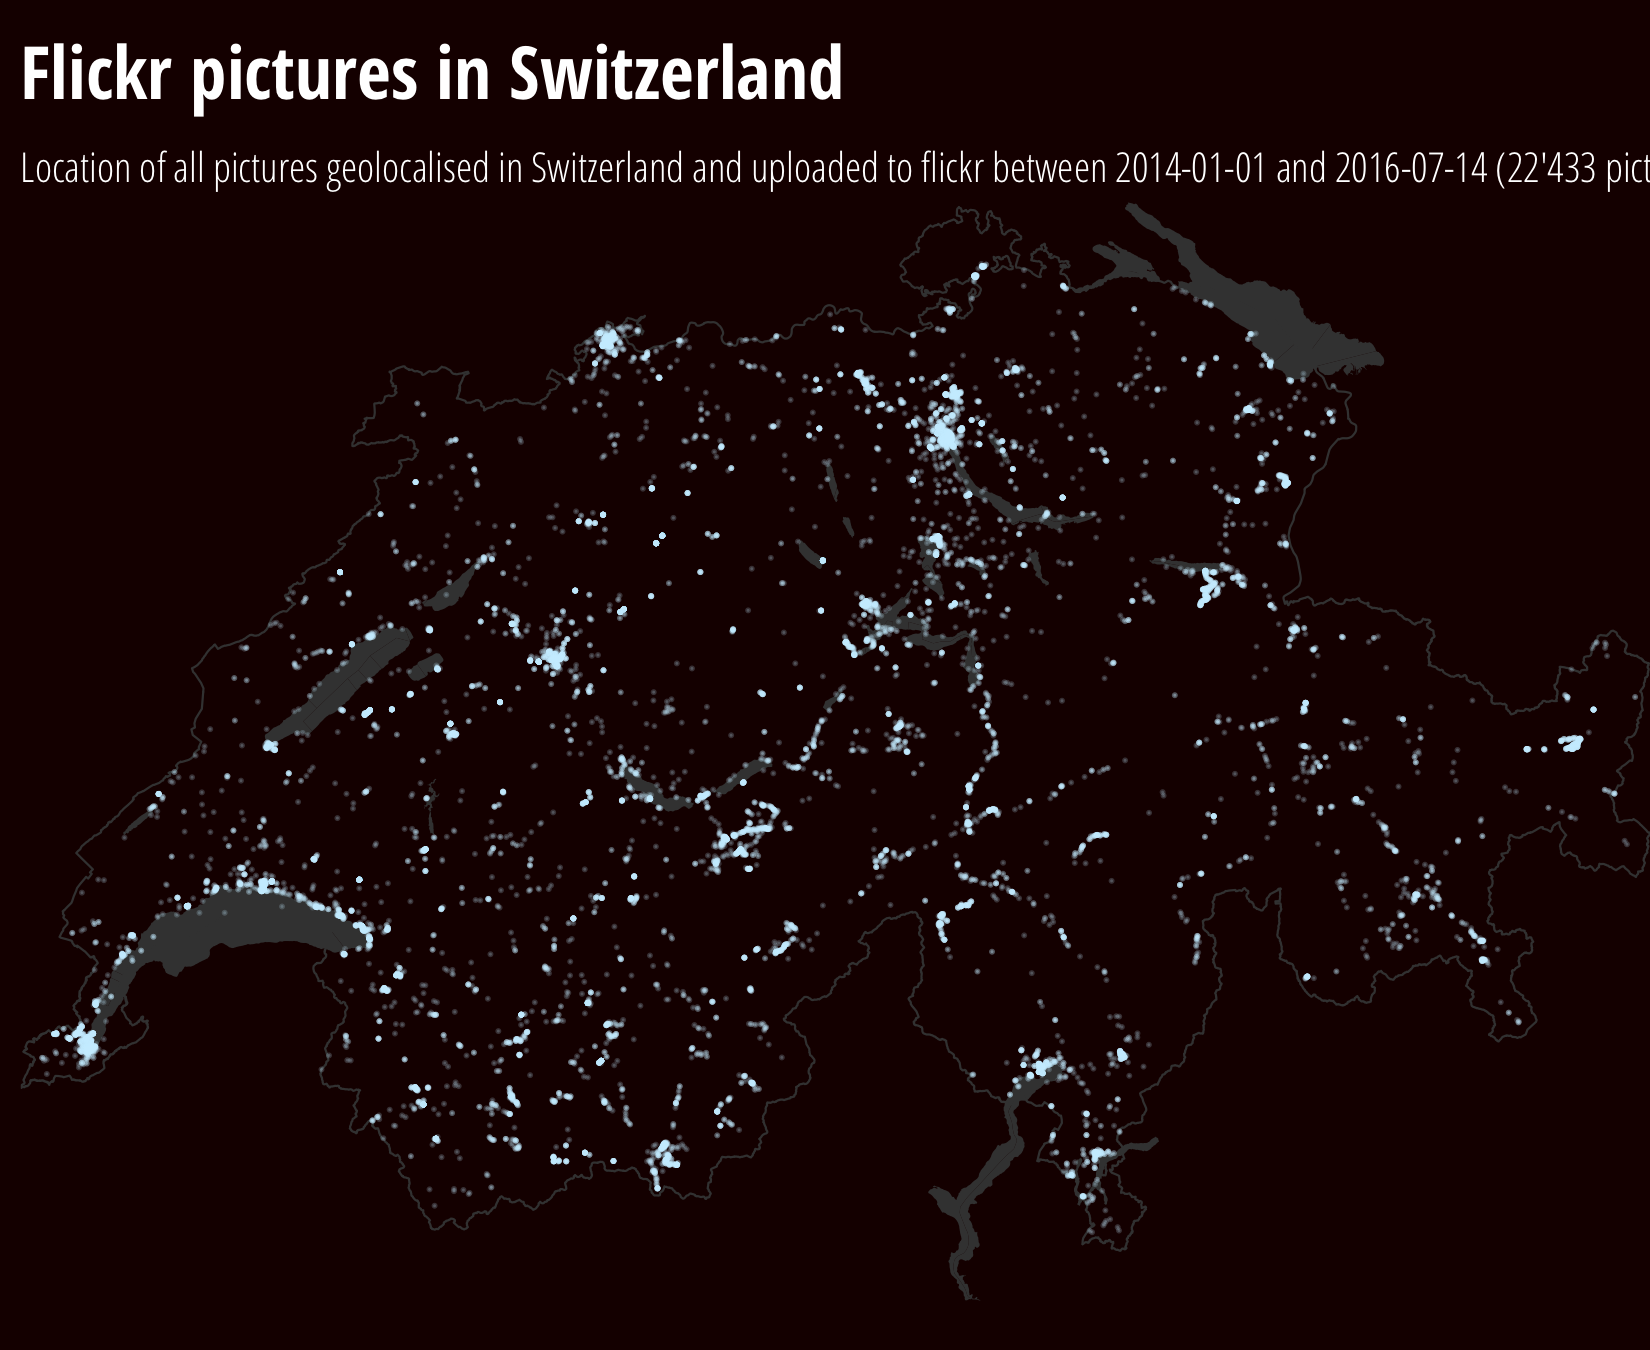 Flickr pictures in Switzerland
Location of all pictures geolocalised in Switzerland and uploaded to flickr between 2014-01-01 and 2016-07-14 (22'433 pict